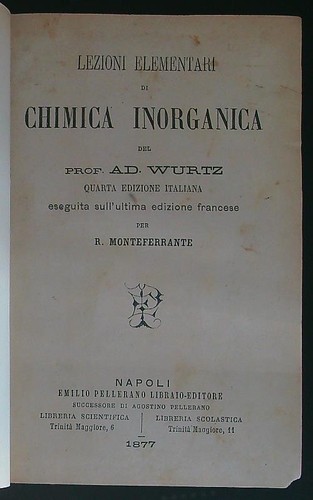 LEZIONI ELEMENTARI
DI
CHIMICA INORGANICA
DEL
PROF. AD. WURTZ
QUARTA EDIZIONE ITALIANA
eseguita sull'ultima edizione francese
PER
R. MONTEFERRANTE
NAPOLI
EMILIO PELLERANO LIBRAIO-EDITORE
SUCCESSORE DI AGOSTINO PELLERANO
LIBRERIA SCIENTIFICA
Trinità Maggiore, 6
LIBRERIA SCOLASTICA
Trinità Maggiore, 11
1877